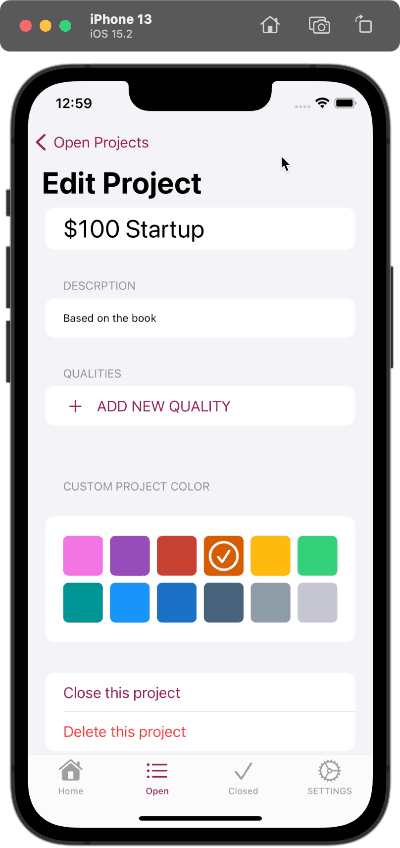 iPhone 13
iOS 15.2
12:59
Open Projects
Edit Project
$100 Startup
DESCRPTION
Based on the book
QUALITIES
ADD NEW QUALITY
CUSTOM PROJECT COLOR
Close this project
Delete this project
Home
Open
Closed
SETTINGS